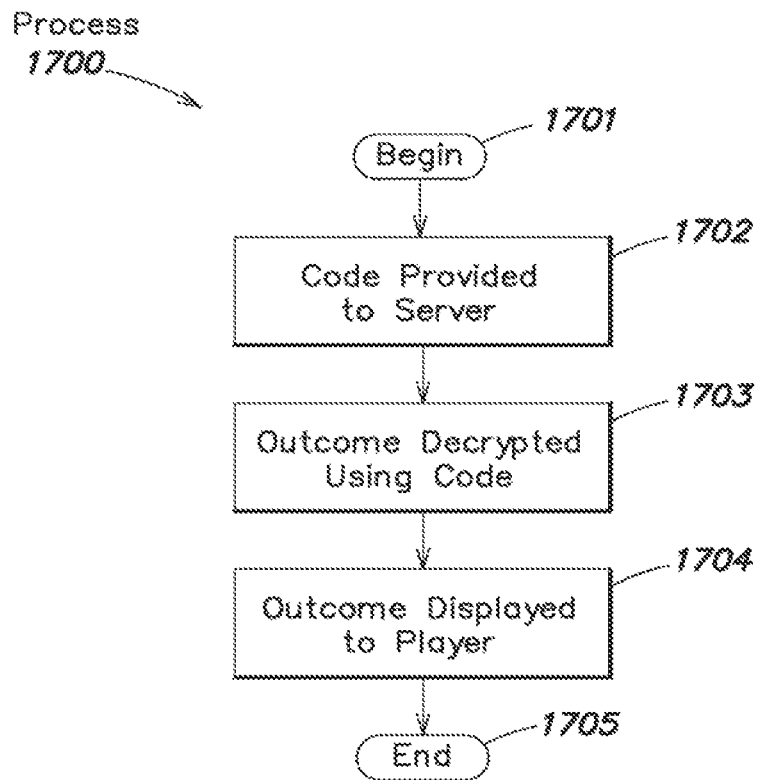 Process
1700
1701
Begin
1702
Code Provided
to Server
1703
Outcome Decrypted
Using Code
1704
Outcome Displayed
to Player
1705
End